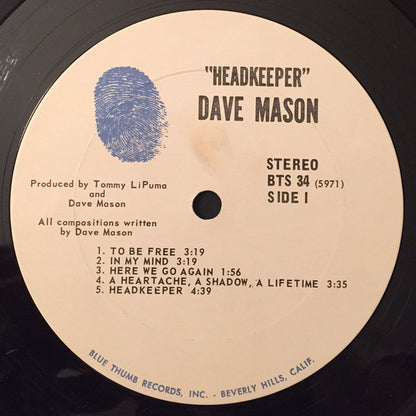 "HEADKEEPER"
DAVE MASON
STEREO
BTS 34 (5971)
SIDE I
Produced by Tommy LiPuma
and
Dave Mason
All compositions written
by Dave Mason
1. TO BE FREE 3:19
2. IN MY MIND 3:19
3. HERE WE GO AGAIN 1:56
4. A HEARTACHE, A SHADOW, A LIFETIME 3:35
5. HEADKEEPER 4:39
BLUE THUMB RECORDS, INC. - BEVERLY HILLS, CALIF.